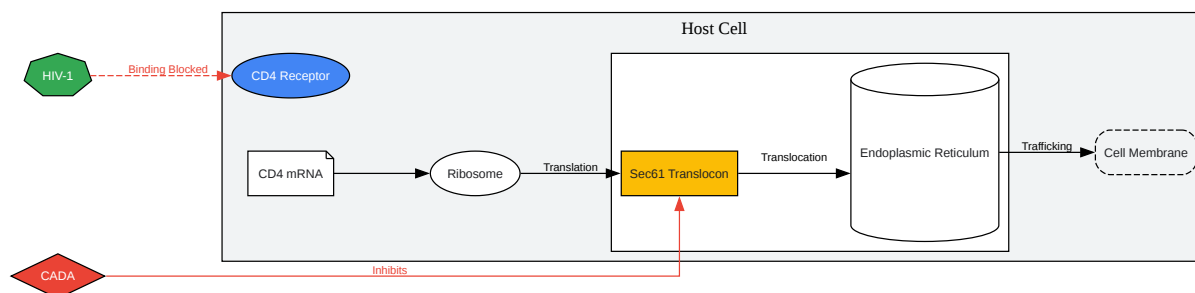 Host Cell
HIV-1
Binding Blocked
CD4 Receptor
CD4 mRNA
Ribosome
Translation
Sec61 Translocon
Translocation
Endoplasmic Reticulum
Trafficking
Cell Membrane
CADA
Inhibits